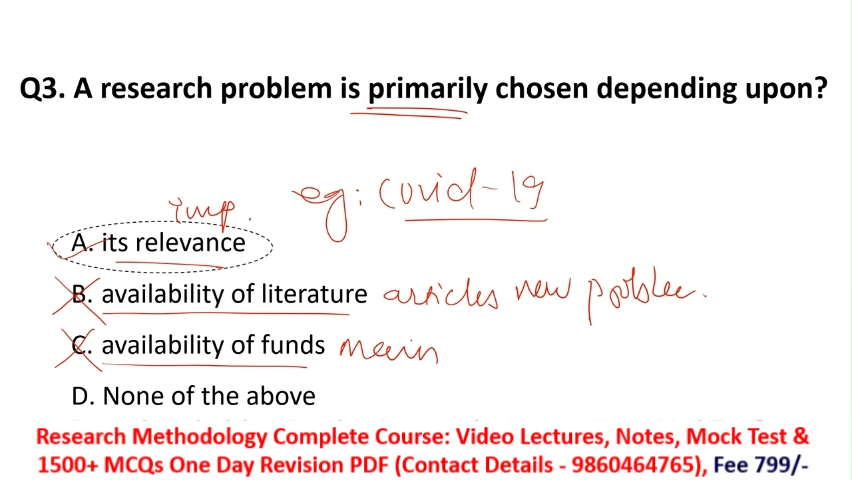 Q3. A research problem is primarily chosen depending upon?
eg: Covid-19
imp.
A. its relevance
B. availability of literature articles new problem.
C. availability of funds main
D. None of the above
Research Methodology Complete Course: Video Lectures, Notes, Mock Test &
1500+ MCQs One Day Revision PDF (Contact Details - 9860464765), Fee 799/-